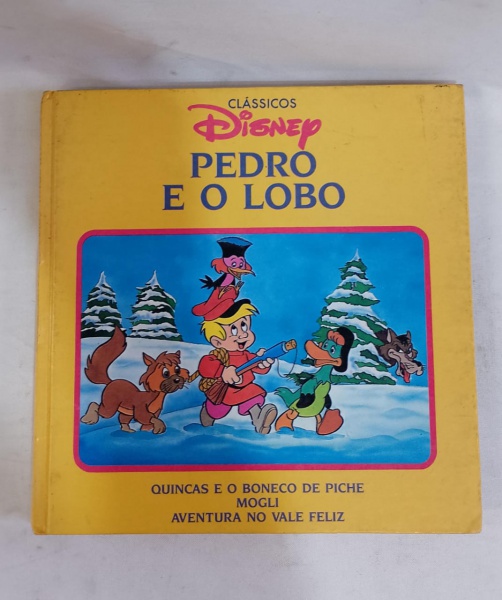 CLÁSSICOS
Disney
PEDRO
E O LOBO
QUINCAS E O BONECO DE PICHE
MOGLI
AVENTURA NO VALE FELIZ